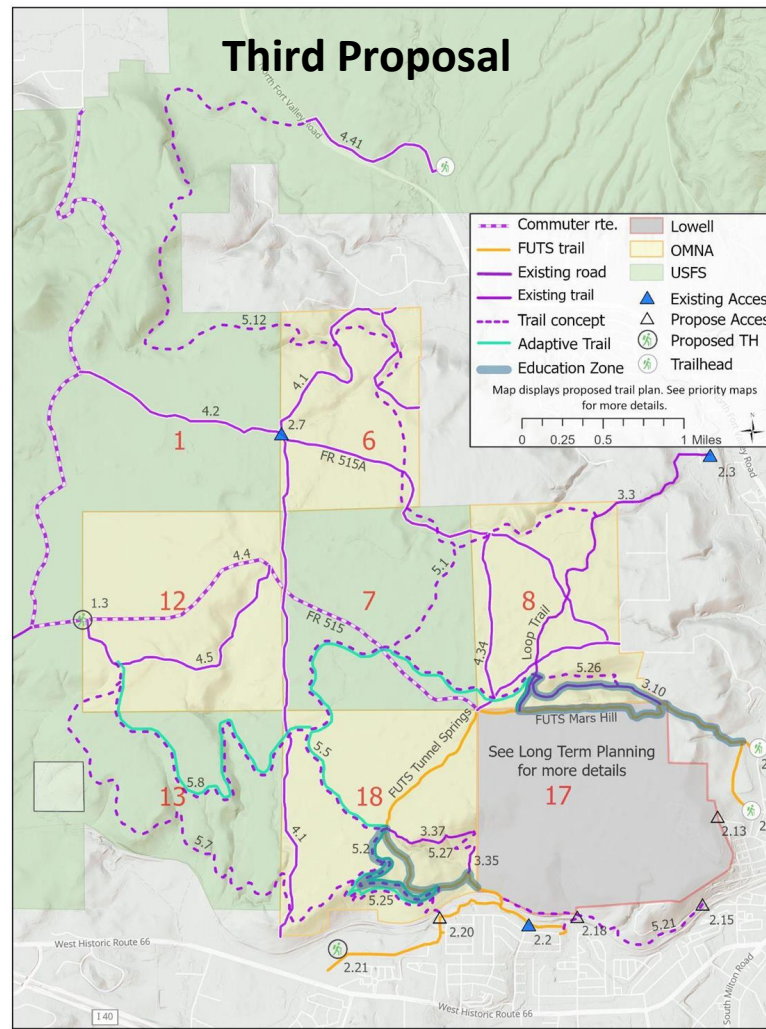 Third Proposal
North Fort Valley Road
4.41
Commuter rte.
FUTS trail
Existing road
Existing trail
Trail concept
Adaptive Trail
Education Zone
Lowell
OMNA
USFS
Existing Acces
Propose Acces
Proposed TH
Trailhead
Map displays proposed trail plan. See priority maps
for more details.
0 0.25 0.5 1 Miles
N
5.12
4.1
4.2
2.7
1
6
FR 515A
2.3
3.3
4.4
5.1
12
7
8
1.3
FR 515
Loop Trail
4.34
4.5
5.26
3.10
FUTS Mars Hill
FUTS Tunnel Springs
See Long Term Planning
for more details
5.5
2
5.8
13
18
17
5.2
3.37
2.13
2
5.27
5.7
4.1
3.35
5.25
2.20
2.2
2.18
5.21
2.15
West Historic Route 66
2.21
I 40
West Historic Route 66
South Milton Road